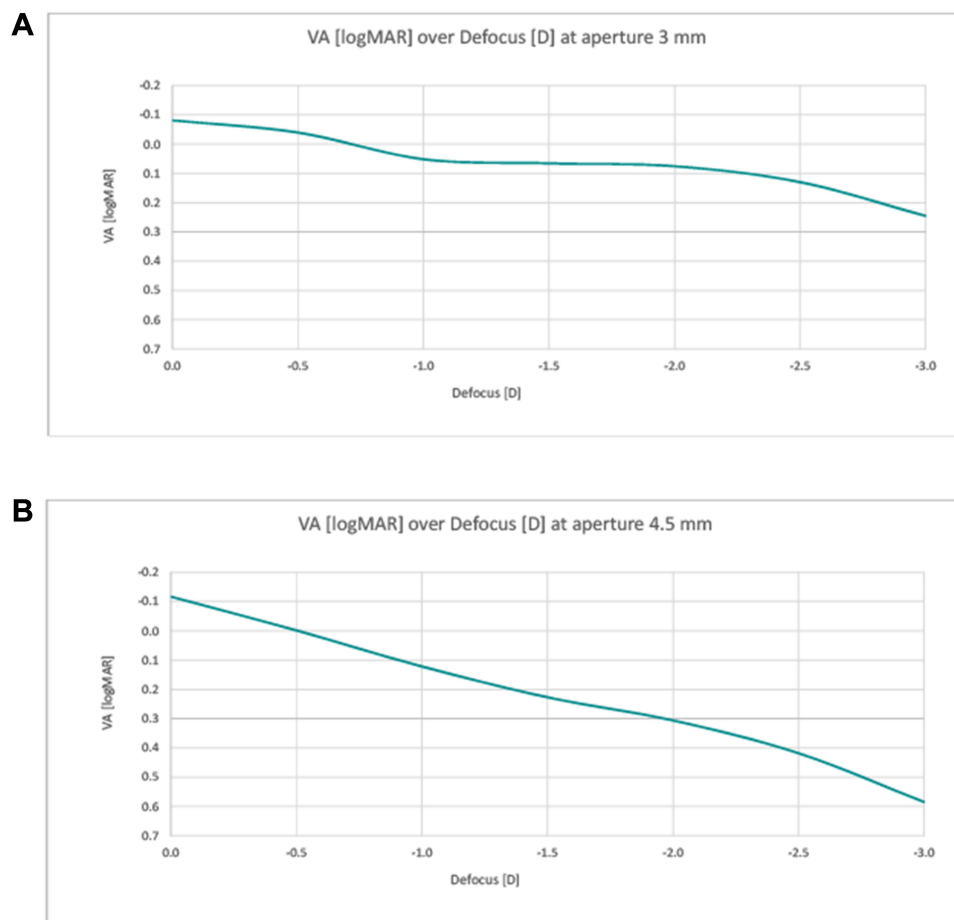 A
VA [logMAR] over Defocus [D] at aperture 3 mm
-0.2
-0.1
0.0
0.1
0.2
0.3
0.4
0.5
0.6
0.7
VA [logMAR]
0.0 -0.5 -1.0 -1.5 -2.0 -2.5 -3.0
Defocus [D]
B
VA [logMAR] over Defocus [D] at aperture 4.5 mm
-0.2
-0.1
0.0
0.1
0.2
0.3
0.4
0.5
0.6
0.7
VA [logMAR]
0.0 -0.5 -1.0 -1.5 -2.0 -2.5 -3.0
Defocus [D]